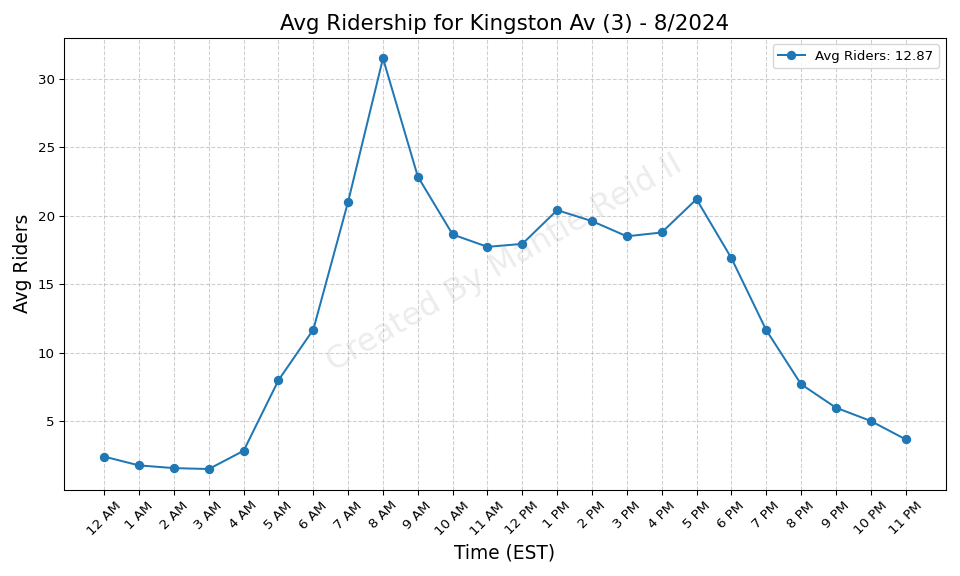 Avg Ridership for Kingston Av (3) - 8/2024
Avg Riders: 12.87
30
25
20
15
10
5
Avg Riders
Created By Mantie Reid II
12 AM
1 AM
2 AM
3 AM
4 AM
5 AM
6 AM
7 AM
8 AM
9 AM
10 AM
11 AM
12 PM
1 PM
2 PM
3 PM
4 PM
5 PM
6 PM
7 PM
8 PM
9 PM
10 PM
11 PM
Time (EST)